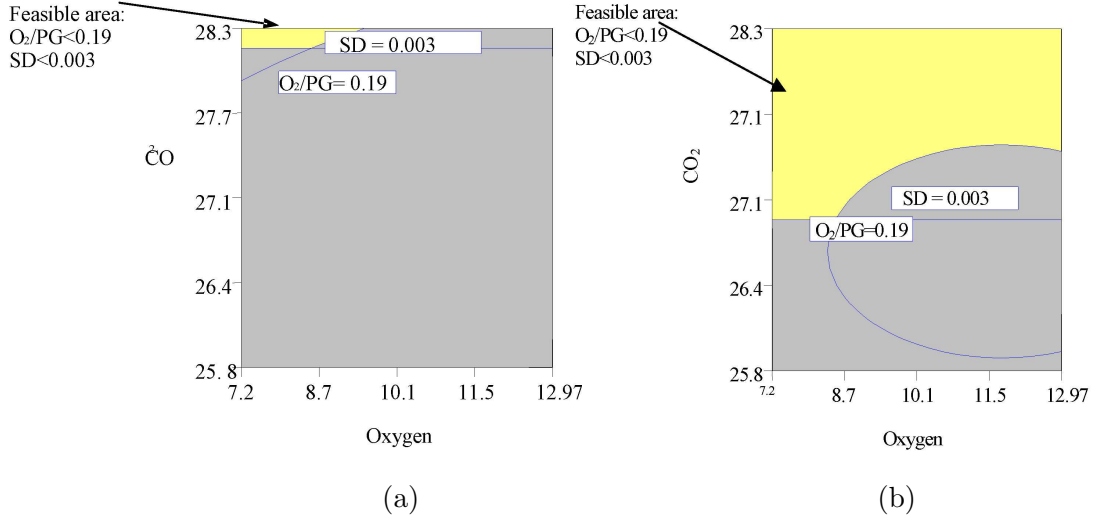 Feasible area:
O₂/PG<0.19
SD<0.003
28.3
27.7
27.1
26.4
25.8
7.2
8.7
10.1
11.5
12.97
²CO
Oxygen
SD = 0.003
O₂/PG= 0.19
(a)
Feasible area:
O₂/PG<0.19
SD<0.003
28.3
27.1
27.1
26.4
25.8
7.2
8.7
10.1
11.5
12.97
CO₂
Oxygen
SD = 0.003
O₂/PG=0.19
(b)